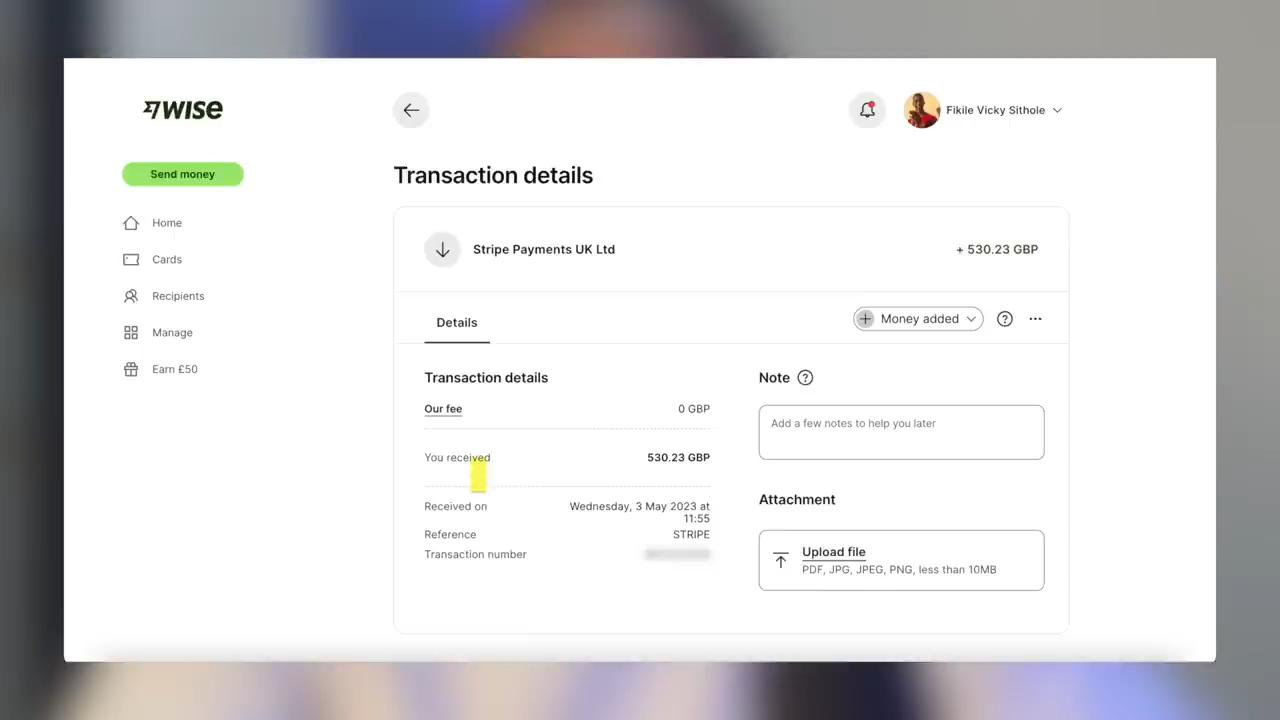 WISE
Fikile Vicky Sithole
Send money
Home
Cards
Recipients
Manage
Earn £50
Transaction details
Stripe Payments UK Ltd
+ 530.23 GBP
Details
Money added
Transaction details
Our fee
0 GBP
You received
530.23 GBP
Received on
Wednesday, 3 May 2023 at
11:55
Reference
STRIPE
Transaction number
Note
Add a few notes to help you later
Attachment
Upload file
PDF, JPG, JPEG, PNG, less than 10MB